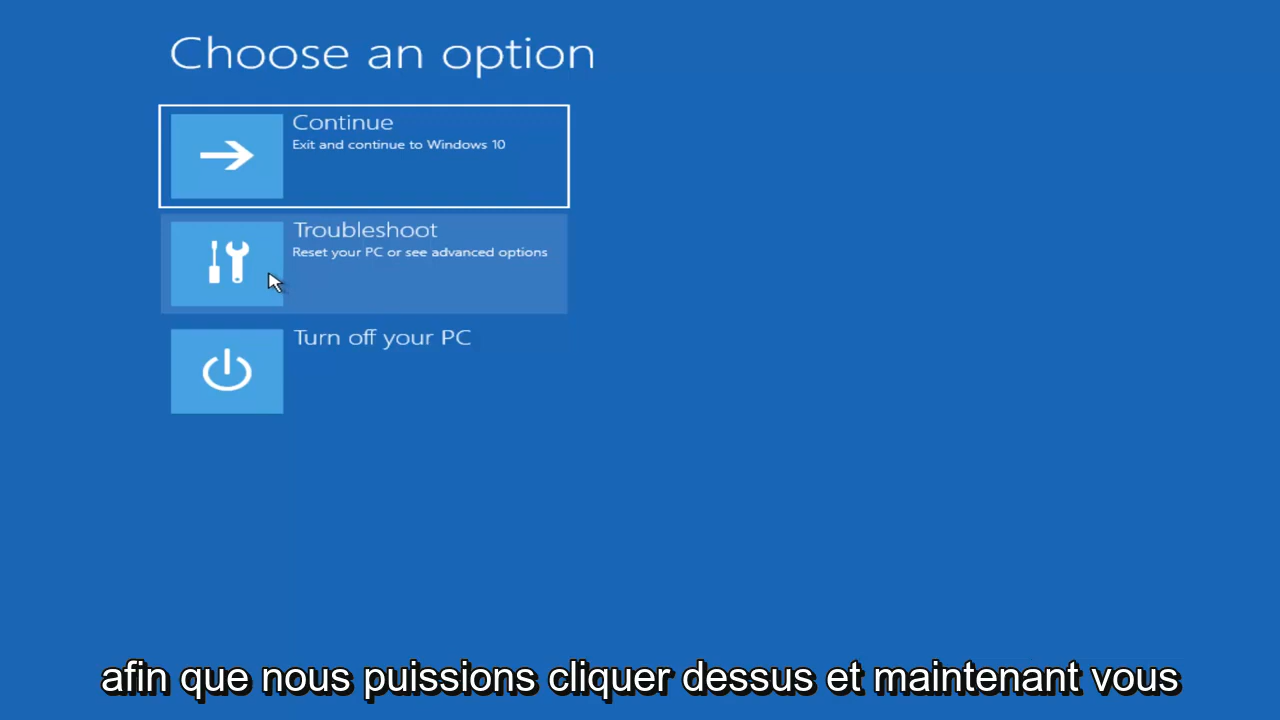 Choose an option
Continue
Exit and continue to Windows 10
Troubleshoot
Reset your PC or see advanced options
Turn off your PC
afin que nous puissions cliquer dessus et maintenant vous